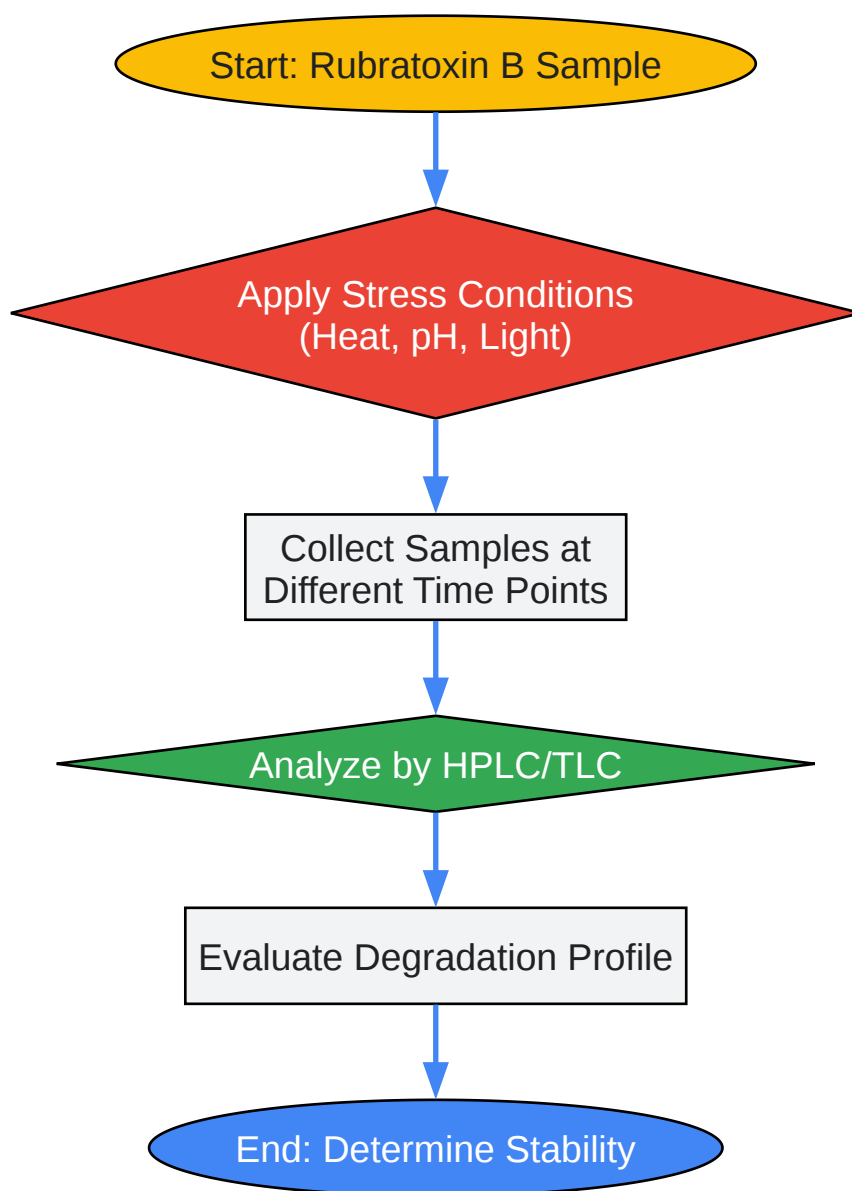 Start: Rubratoxin B Sample
Apply Stress Conditions
(Heat, pH, Light)
Collect Samples at
Different Time Points
Analyze by HPLC/TLC
Evaluate Degradation Profile
End: Determine Stability